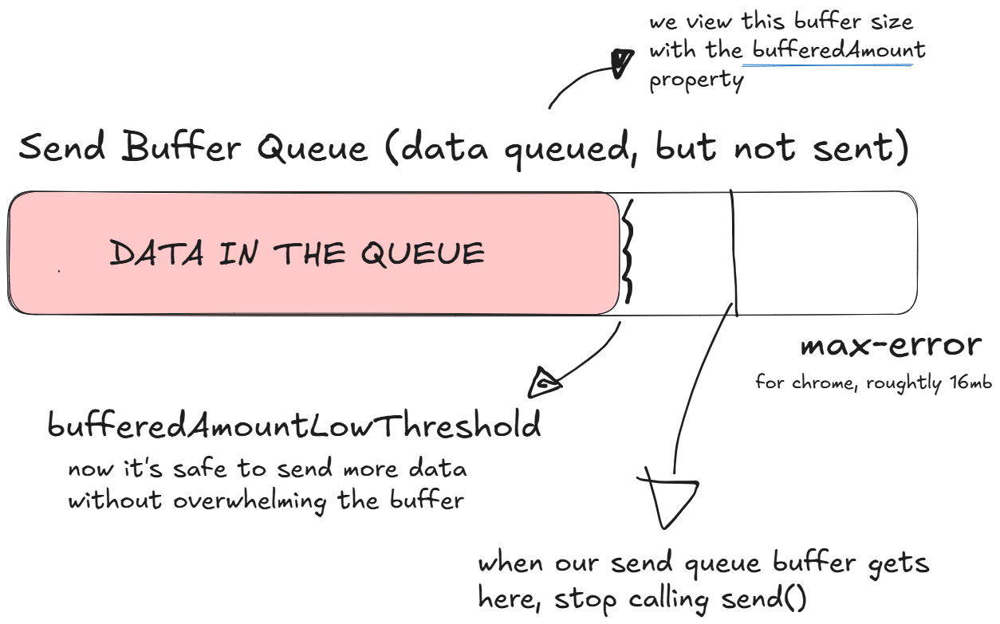 we view this buffer size
with the bufferedAmount
property
Send Buffer Queue (data queued, but not sent)
DATA IN THE QUEUE
max-error
for chrome, roughtly 16mb
bufferedAmountLowThreshold
now it's safe to send more data
without overwhelming the buffer
when our send queue buffer gets
here, stop calling send()